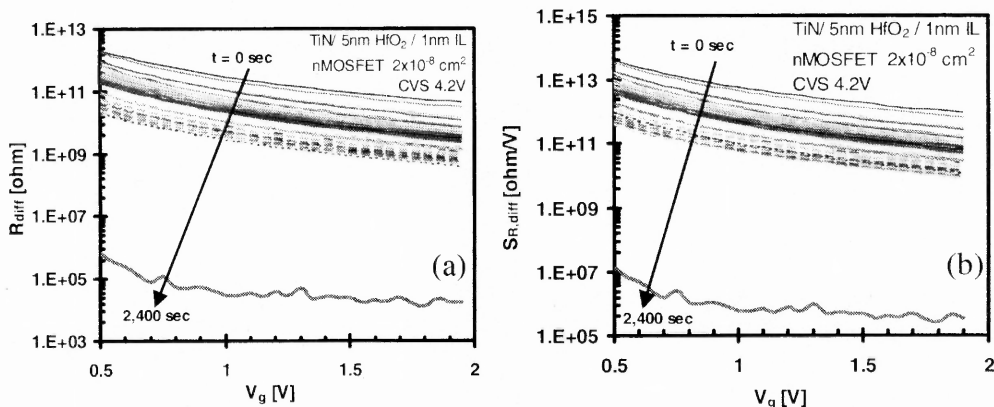 1.E+13
1.E+11
1.E+09
1.E+07
1.E+05
1.E+03
Rdiff [ohm]
TiN/ 5nm HfO2 / 1nm IL
nMOSFET 2x10-8 cm2
CVS 4.2V
t = 0 sec
2,400 sec
(a)
0.5
1
1.5
2
Vg [V]
1.E+15
1.E+13
1.E+11
1.E+09
1.E+07
1.E+05
SR.diff [ohm/V]
TiN/ 5nm HfO2 / 1nm IL
nMOSFET 2x10-8 cm2
CVS 4.2V
t = 0 sec
2,400 sec
(b)
0.5
1
1.5
2
Vg [V]